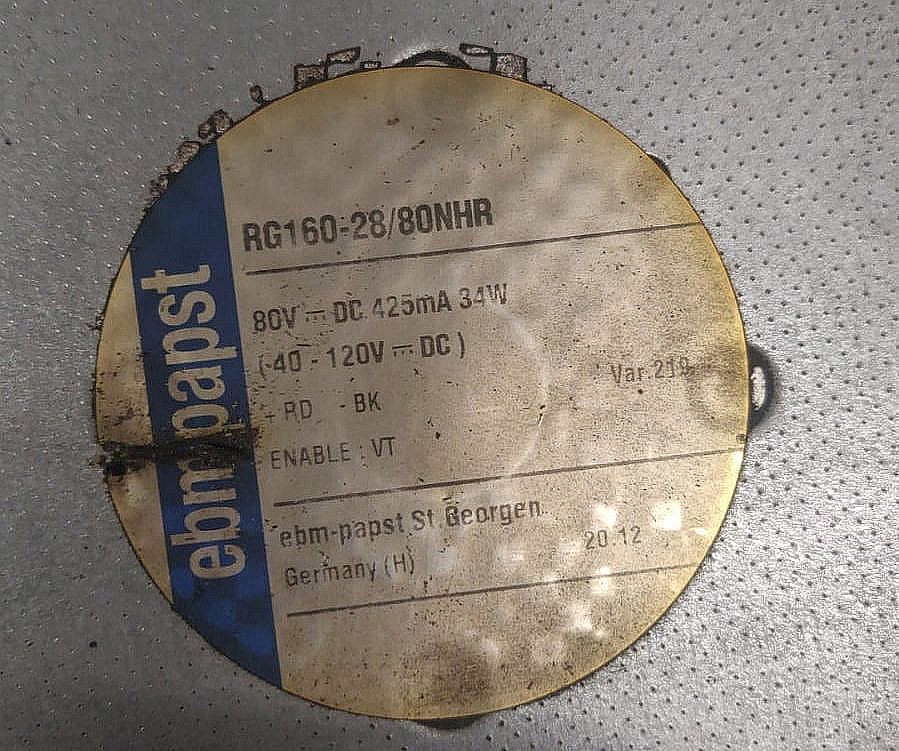 ebmpapst
RG160-28/80NHR
80V ⎓ DC 425mA 34W
(40 - 120V ⎓ DC)
Var 219
+ RD - BK
ENABLE : VT
ebm-papst St. Georgen
20 12
Germany (H)